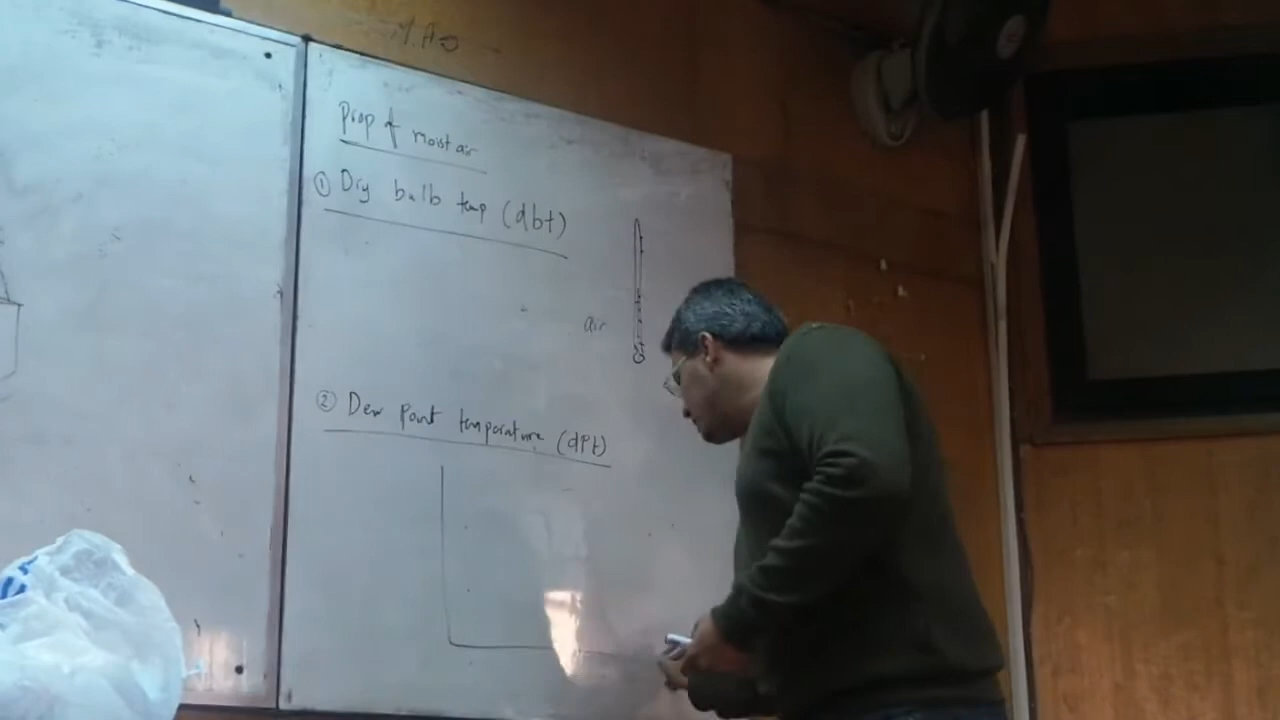 Prop of moist air
① Dry bulb temp (dbt)
air
② Dew point temperature (dPt)